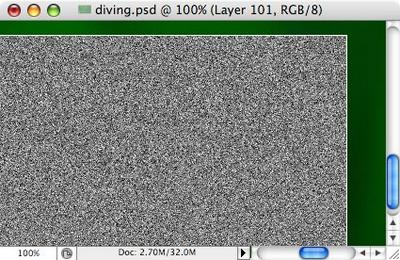 diving.psd @ 100% (Layer 101, RGB/8)
100% Doc: 2.70M/32.0M